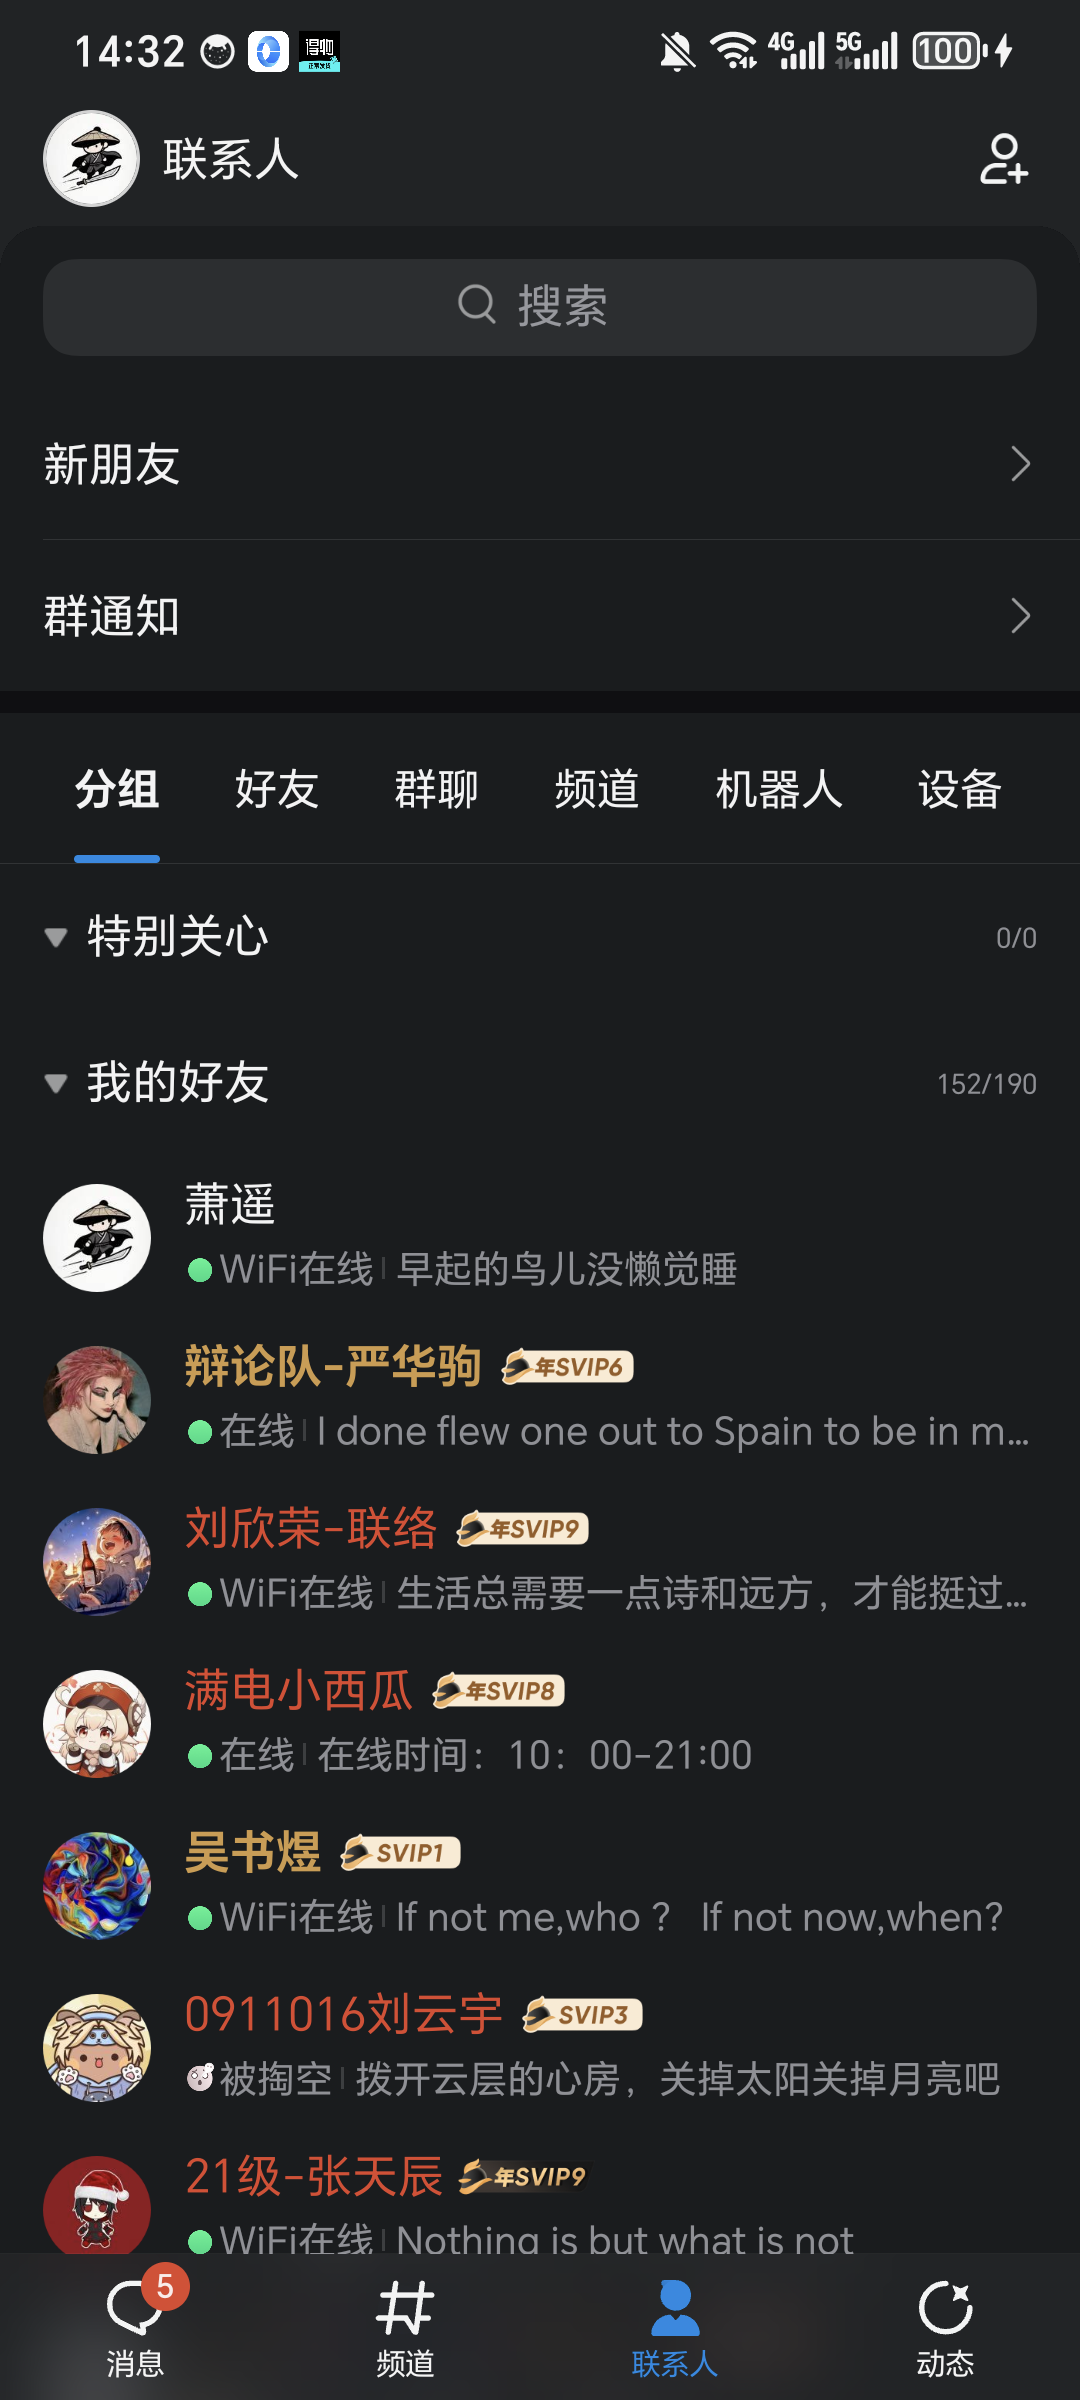 14:32
得物
正常发货
4G
5G
100
联系人
搜索
新朋友
群通知
分组 好友 群聊 频道 机器人 设备
特别关心 0/0
我的好友 152/190
萧遥
WiFi在线 早起的鸟儿没懒觉睡
辩论队-严华驹 年SVIP6
在线 I done flew one out to Spain to be in m...
刘欣荣-联络 年SVIP9
WiFi在线 生活总需要一点诗和远方，才能挺过...
满电小西瓜 年SVIP8
在线 在线时间：10：00-21:00
吴书煜 SVIP1
WiFi在线 If not me,who ？ If not now,when?
0911016刘云宇 SVIP3
被掏空 拨开云层的心房，关掉太阳关掉月亮吧
21级-张天辰 年SVIP9
WiFi在线 Nothing is but what is not
5
消息 频道 联系人 动态